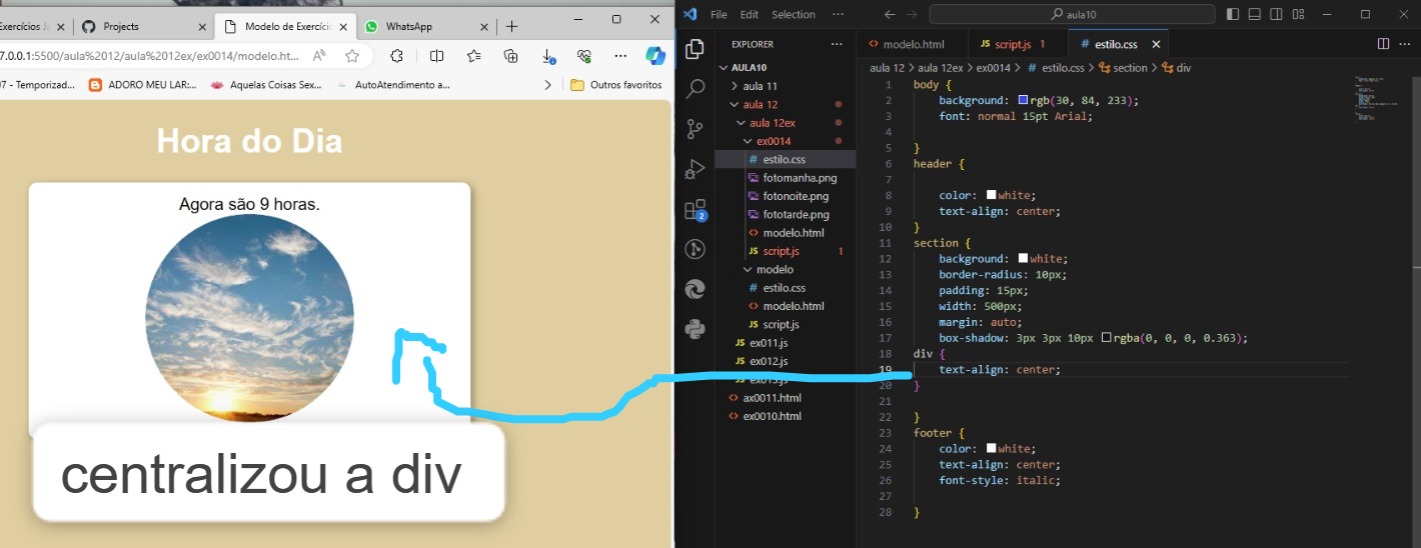 Exercícios Ja
Projects
Modelo de Exercício
WhatsApp
7.0.0.1:5500/aula%2012/aula%2012ex/ex0014/modelo.ht...
07 - Temporizad...
ADORO MEU LAR:...
Aquelas Coisas Sex...
AutoAtendimento a...
Outros favoritos
Hora do Dia
Agora são 9 horas.
centralizou a div
File Edit Selection ...
aula10
EXPLORER
AULA10
aula 11
aula 12
aula 12ex
ex0014
# estilo.css
fotomanha.png
fotonoite.png
fototarde.png
<> modelo.html
JS script.js 1
modelo
# estilo.css
<> modelo.html
JS script.js
JS ex011.js
JS ex012.js
<> ax0011.html
<> ex0010.html
2
<> modelo.html
JS script.js 1
# estilo.css
aula 12 > aula 12ex > ex0014 > # estilo.css > section > div
1 body {
2 background: rgb(30, 84, 233);
3 font: normal 15pt Arial;
4
5 }
6 header {
7
8 color: white;
9 text-align: center;
10 }
11 section {
12 background: white;
13 border-radius: 10px;
14 padding: 15px;
15 width: 500px;
16 margin: auto;
17 box-shadow: 3px 3px 10px rgba(0, 0, 0, 0.363);
18 div {
19 text-align: center;
20 }
21
22 }
23 footer {
24 color: white;
25 text-align: center;
26 font-style: italic;
27
28 }